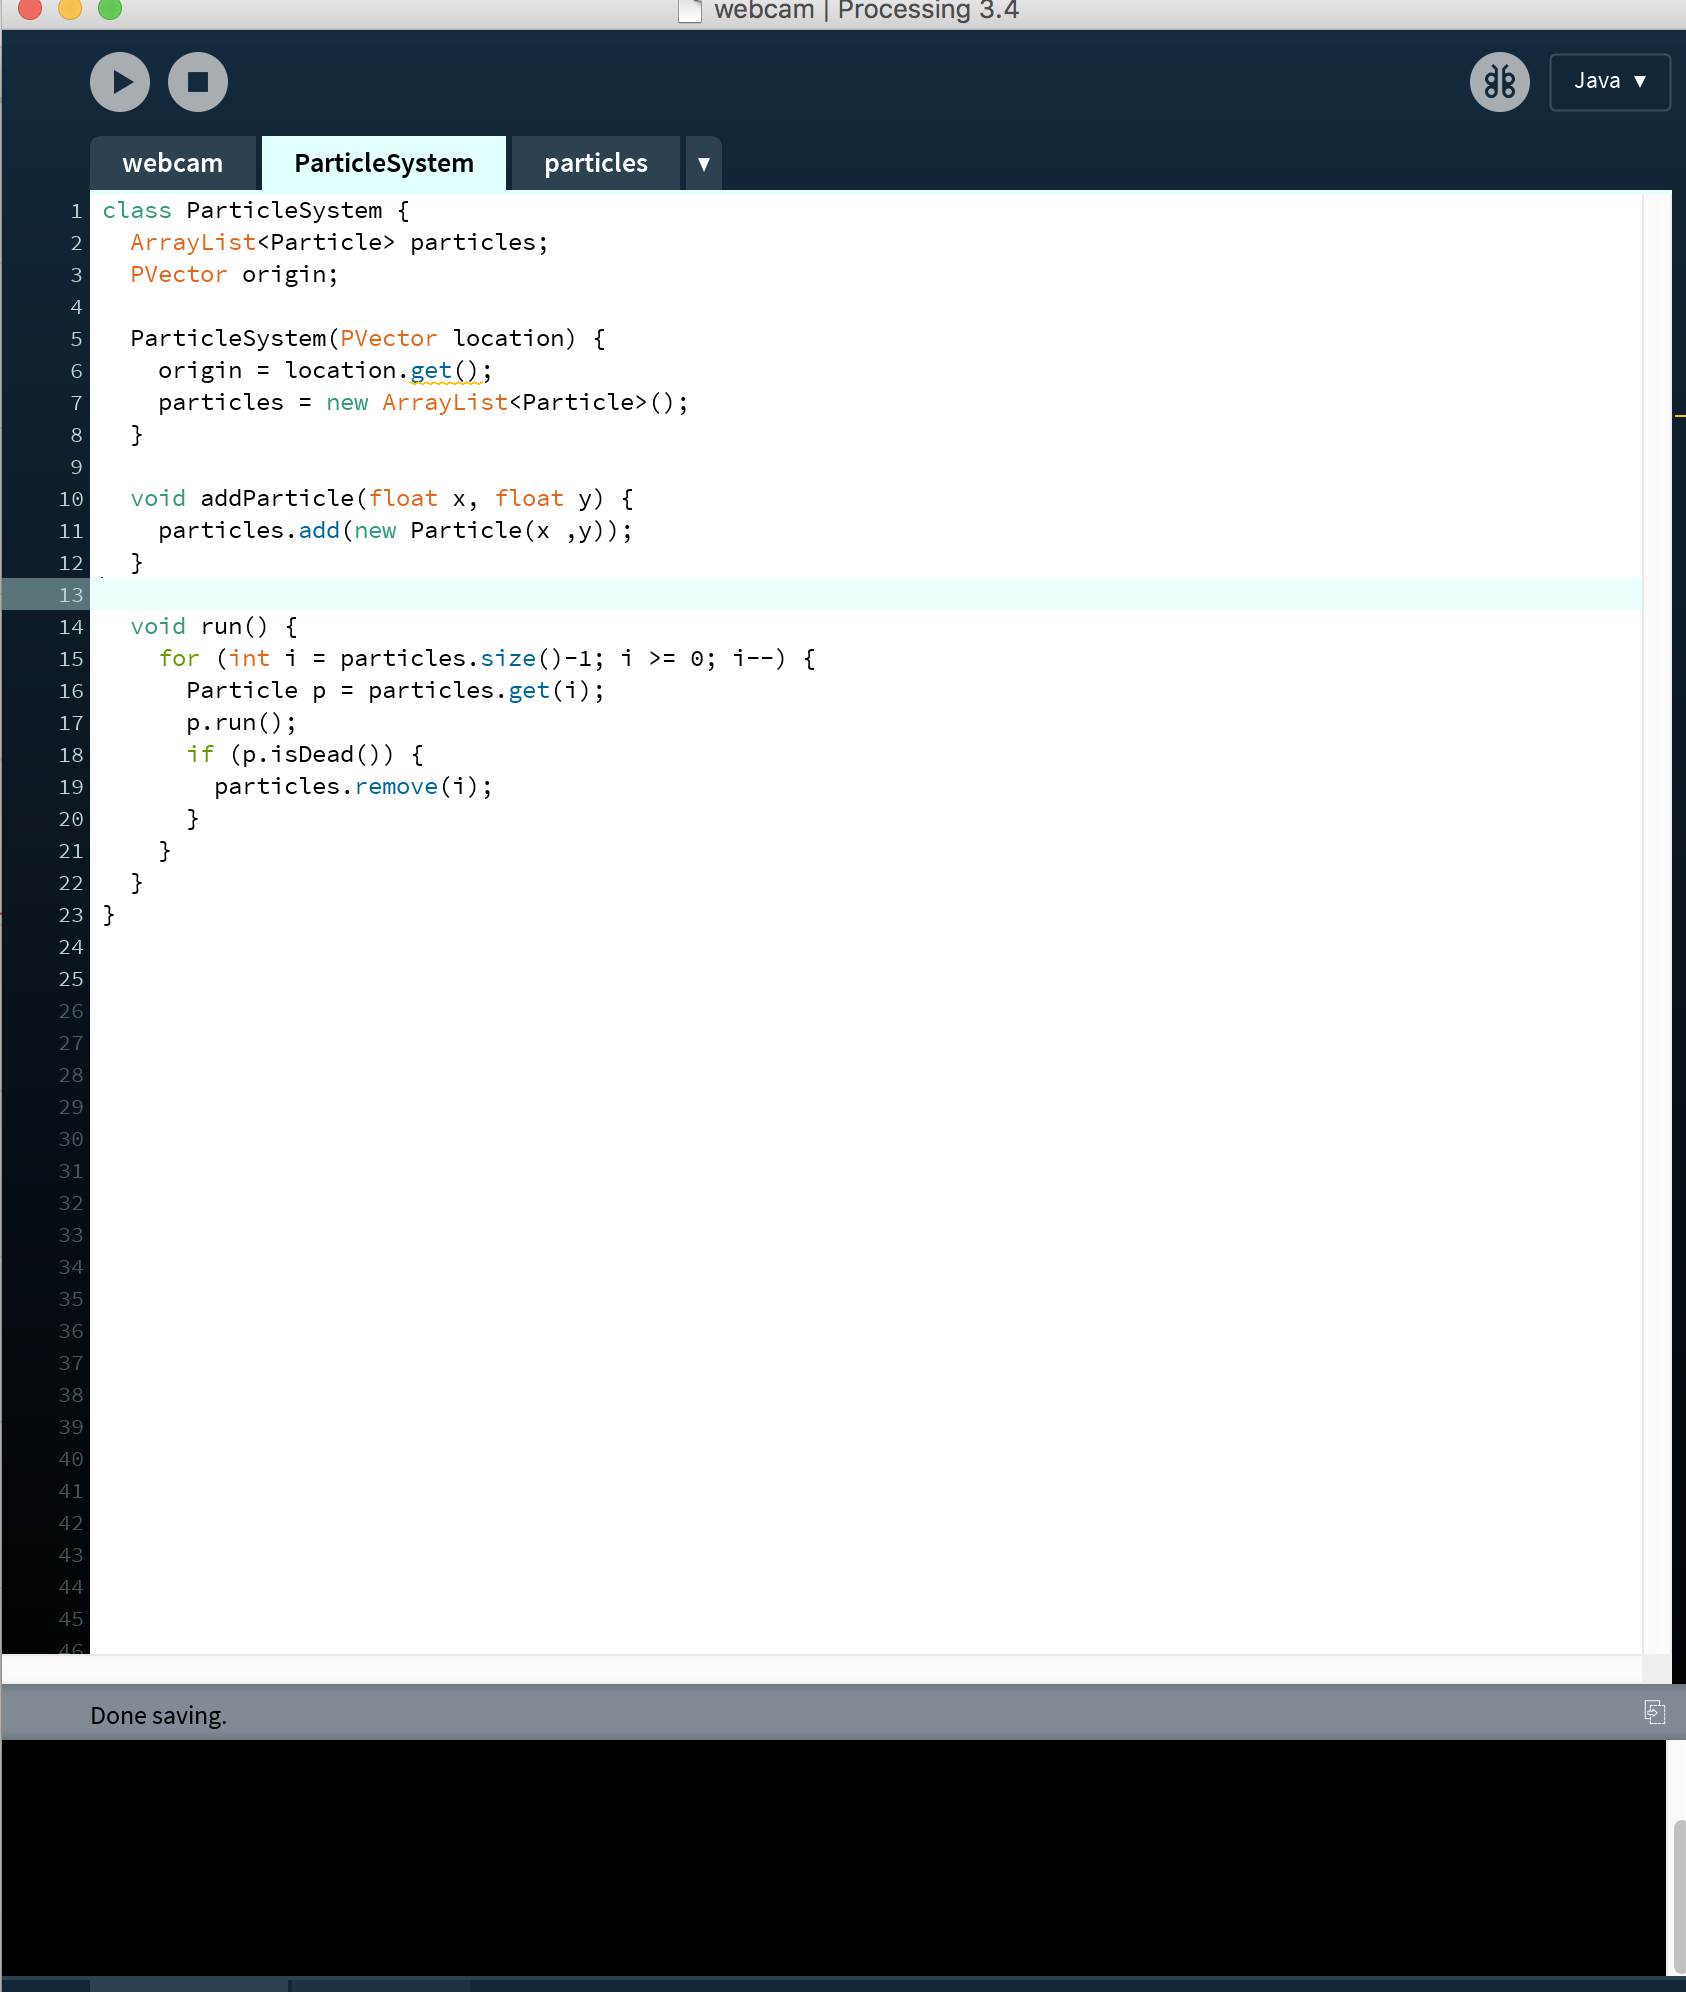 webcam | Processing 3.4
Java ▼
webcam ParticleSystem particles ▼
1 class ParticleSystem {
2   ArrayList<Particle> particles;
3   PVector origin;
4
5   ParticleSystem(PVector location) {
6     origin = location.get();
7     particles = new ArrayList<Particle>();
8   }
9
10   void addParticle(float x, float y) {
11     particles.add(new Particle(x ,y));
12   }
13
14   void run() {
15     for (int i = particles.size()-1; i >= 0; i--) {
16       Particle p = particles.get(i);
17       p.run();
18       if (p.isDead()) {
19         particles.remove(i);
20       }
21     }
22   }
23 }
24
25
26
27
28
29
30
31
32
33
34
35
36
37
38
39
40
41
42
43
44
45
46
Done saving.